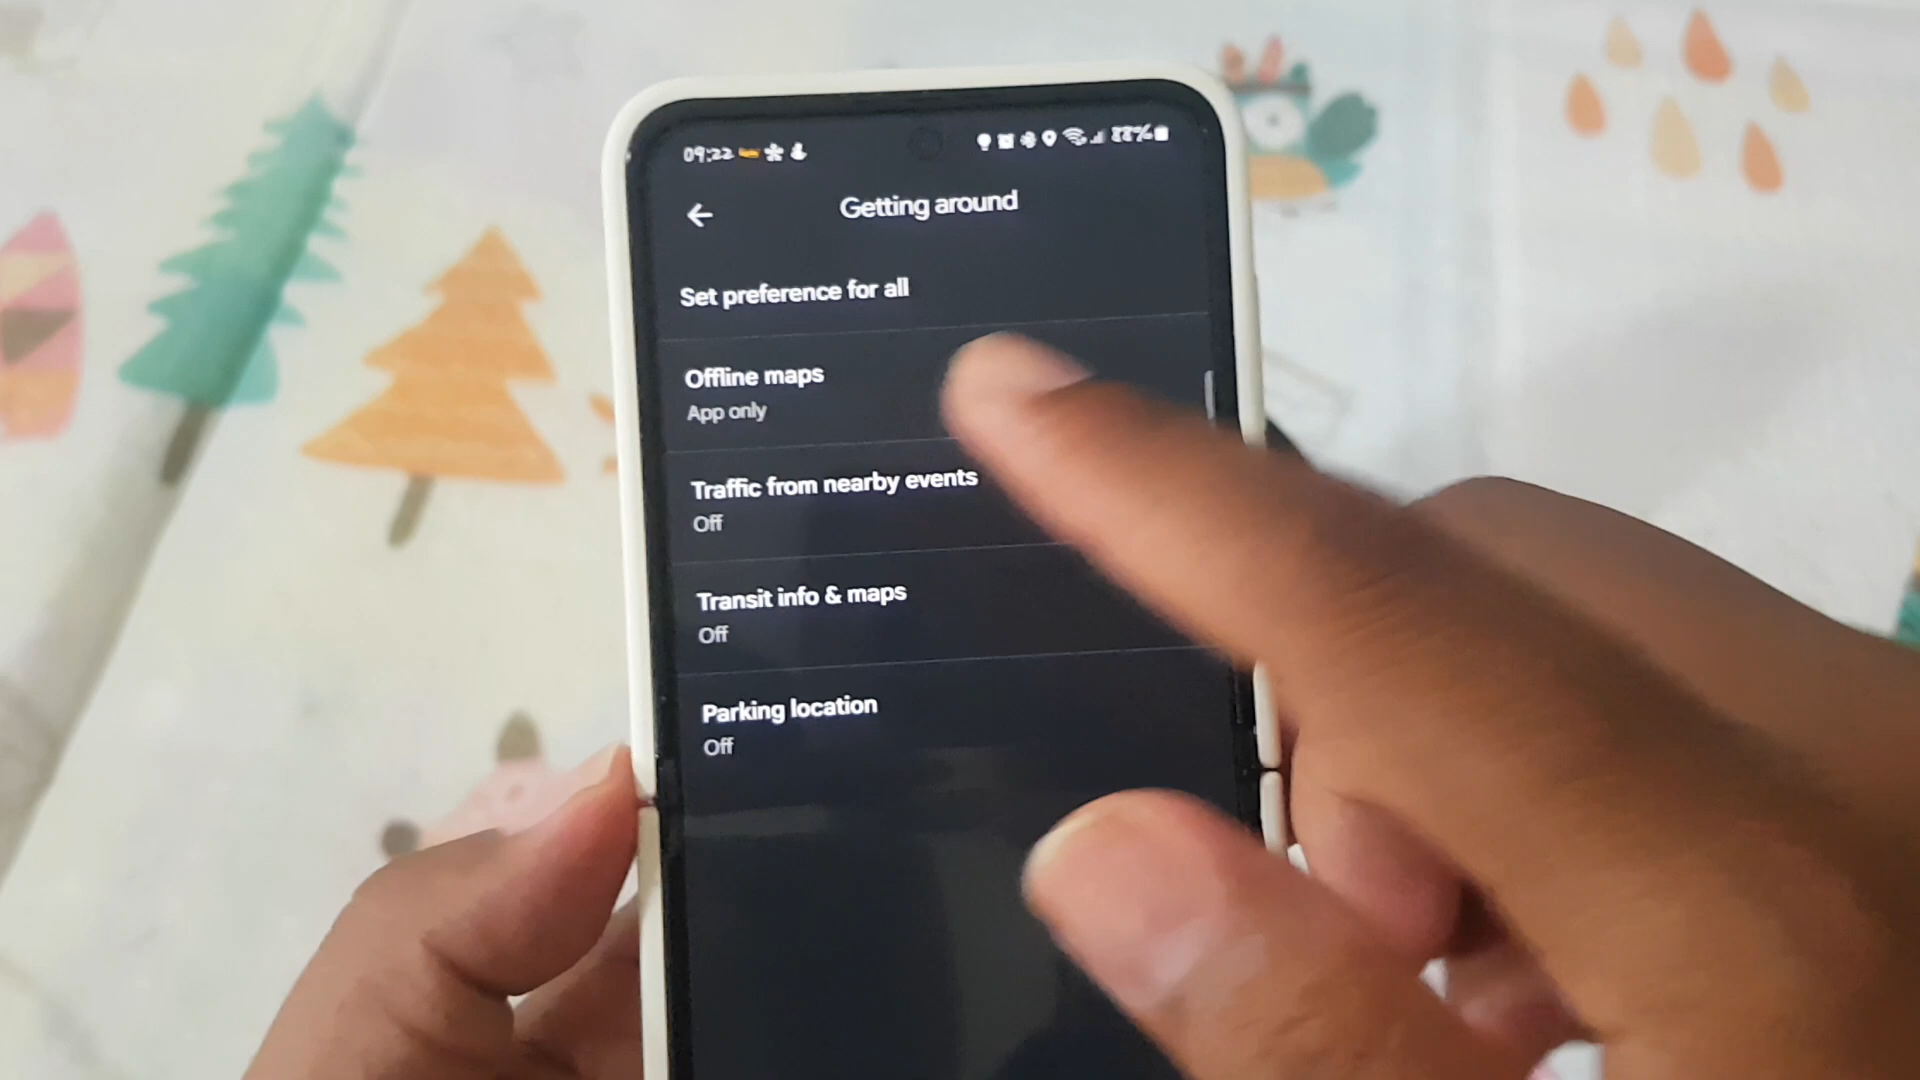 09:22 88%
Getting around
Set preference for all
Offline maps
App only
Traffic from nearby events
Off
Transit info & maps
Off
Parking location
Off